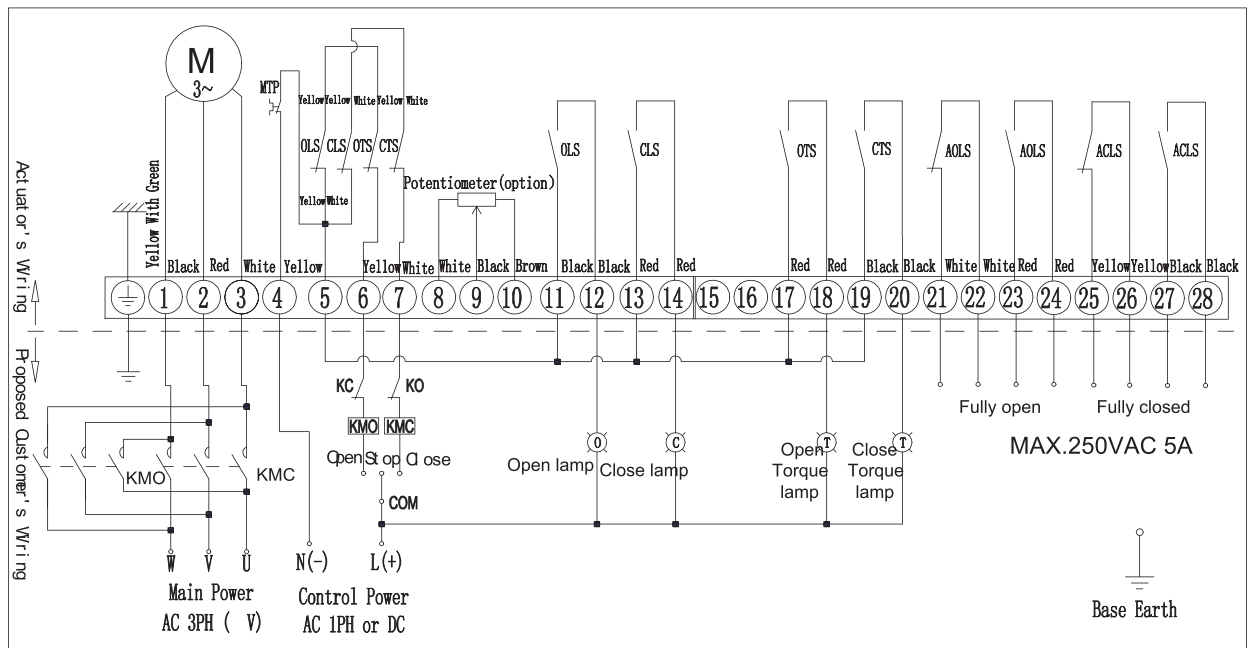 M
3~
MTP
Yellow Yellow White Yellow White
OLS CLS OTS CTS
Yellow White
Potentiometer(option)
OLS
CLS
OTS
CTS
AOLS
AOLS
ACLS
ACLS
Actuator's Wiring
Yellow With Green
Black
Red
White
Yellow
Yellow
White
White
Black
Brown
Black
Black
Red
Red
Red
Red
Black
Black
White
White
Red
Red
Yellow
Yellow
Black
Black
1 2 3 4 5 6 7 8 9 10 11 12 13 14 15 16 17 18 19 20 21 22 23 24 25 26 27 28
Proposed Customer's Wiring
KC KO
KMO KMC
Open Stop Close
COM
KMO
KMC
O
C
T
T
Open lamp
Close lamp
Open
Torque
lamp
Close
Torque
lamp
Fully open
Fully closed
MAX.250VAC 5A
W V U
N(-)
L(+)
Main Power
AC 3PH ( V)
Control Power
AC 1PH or DC
Base Earth